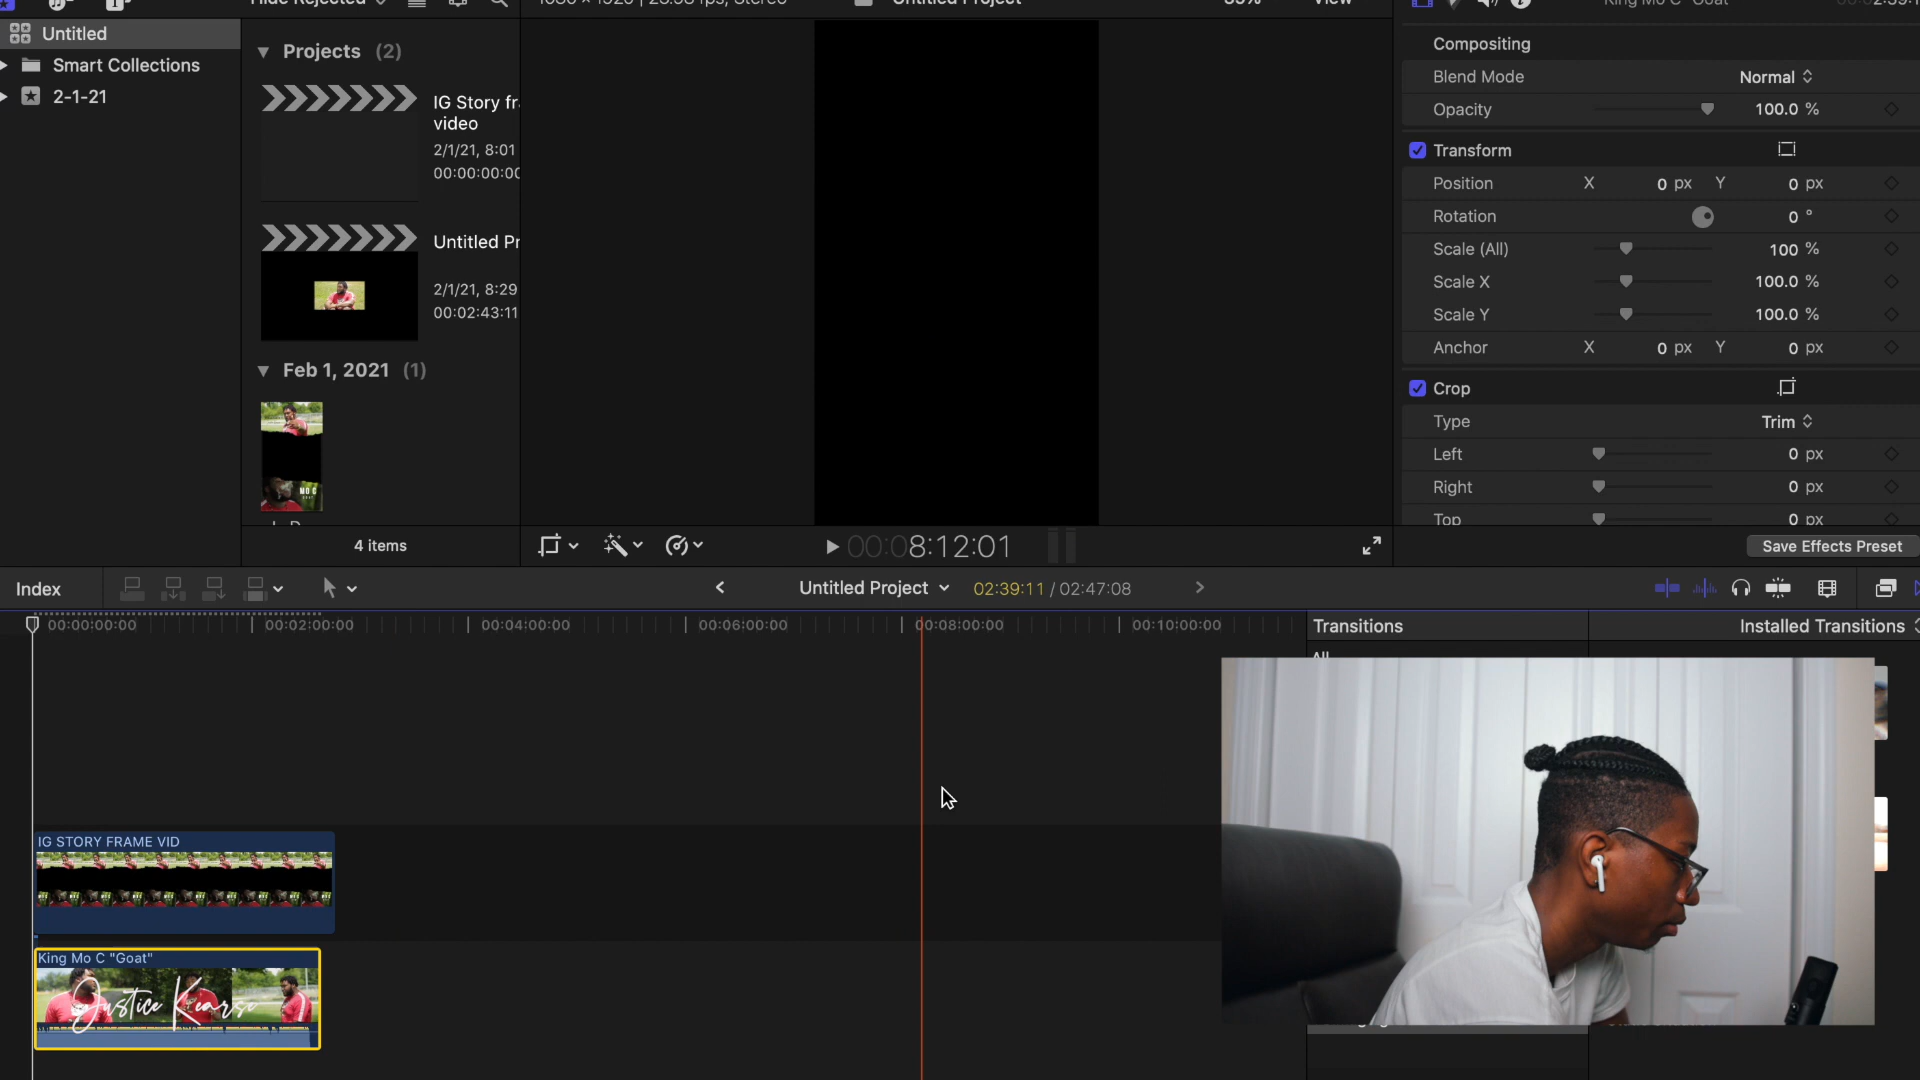 Untitled
Smart Collections
2-1-21
Projects (2)
IG Story fr
video
2/1/21, 8:01
00:00:00:00
Untitled Pr
2/1/21, 8:29
00:02:43:11
Feb 1, 2021 (1)
MO C
4 items
00:08:12:01
Compositing
Blend Mode Normal
Opacity 100.0 %
Transform
Position X 0 px Y 0 px
Rotation 0 °
Scale (All) 100 %
Scale X 100.0 %
Scale Y 100.0 %
Anchor X 0 px Y 0 px
Crop
Type Trim
Left 0 px
Right 0 px
Top 0 px
Save Effects Preset
Index
Untitled Project 02:39:11 / 02:47:08
00:00:00:00 00:02:00:00 00:04:00:00 00:06:00:00 00:08:00:00 00:10:00:00
Transitions Installed Transitions
All
IG STORY FRAME VID
King Mo C "Goat"
Justice Kearse